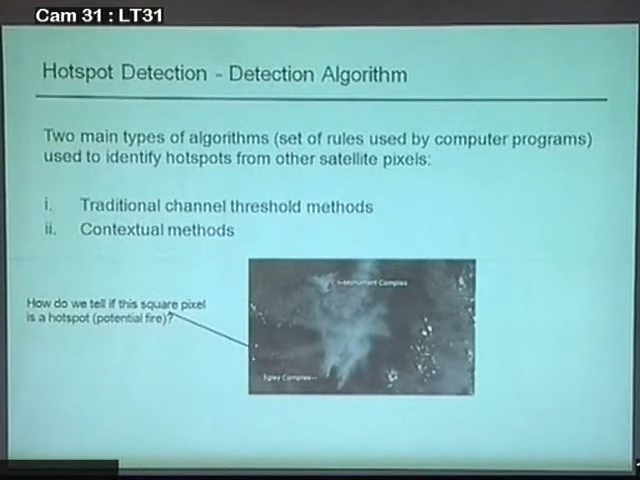 Cam 31 : LT31
Hotspot Detection - Detection Algorithm
Two main types of algorithms (set of rules used by computer programs)
used to identify hotspots from other satellite pixels:
i. Traditional channel threshold methods
ii. Contextual methods
How do we tell if this square pixel
is a hotspot (potential fire)?
Monument Complex
Egley Complex